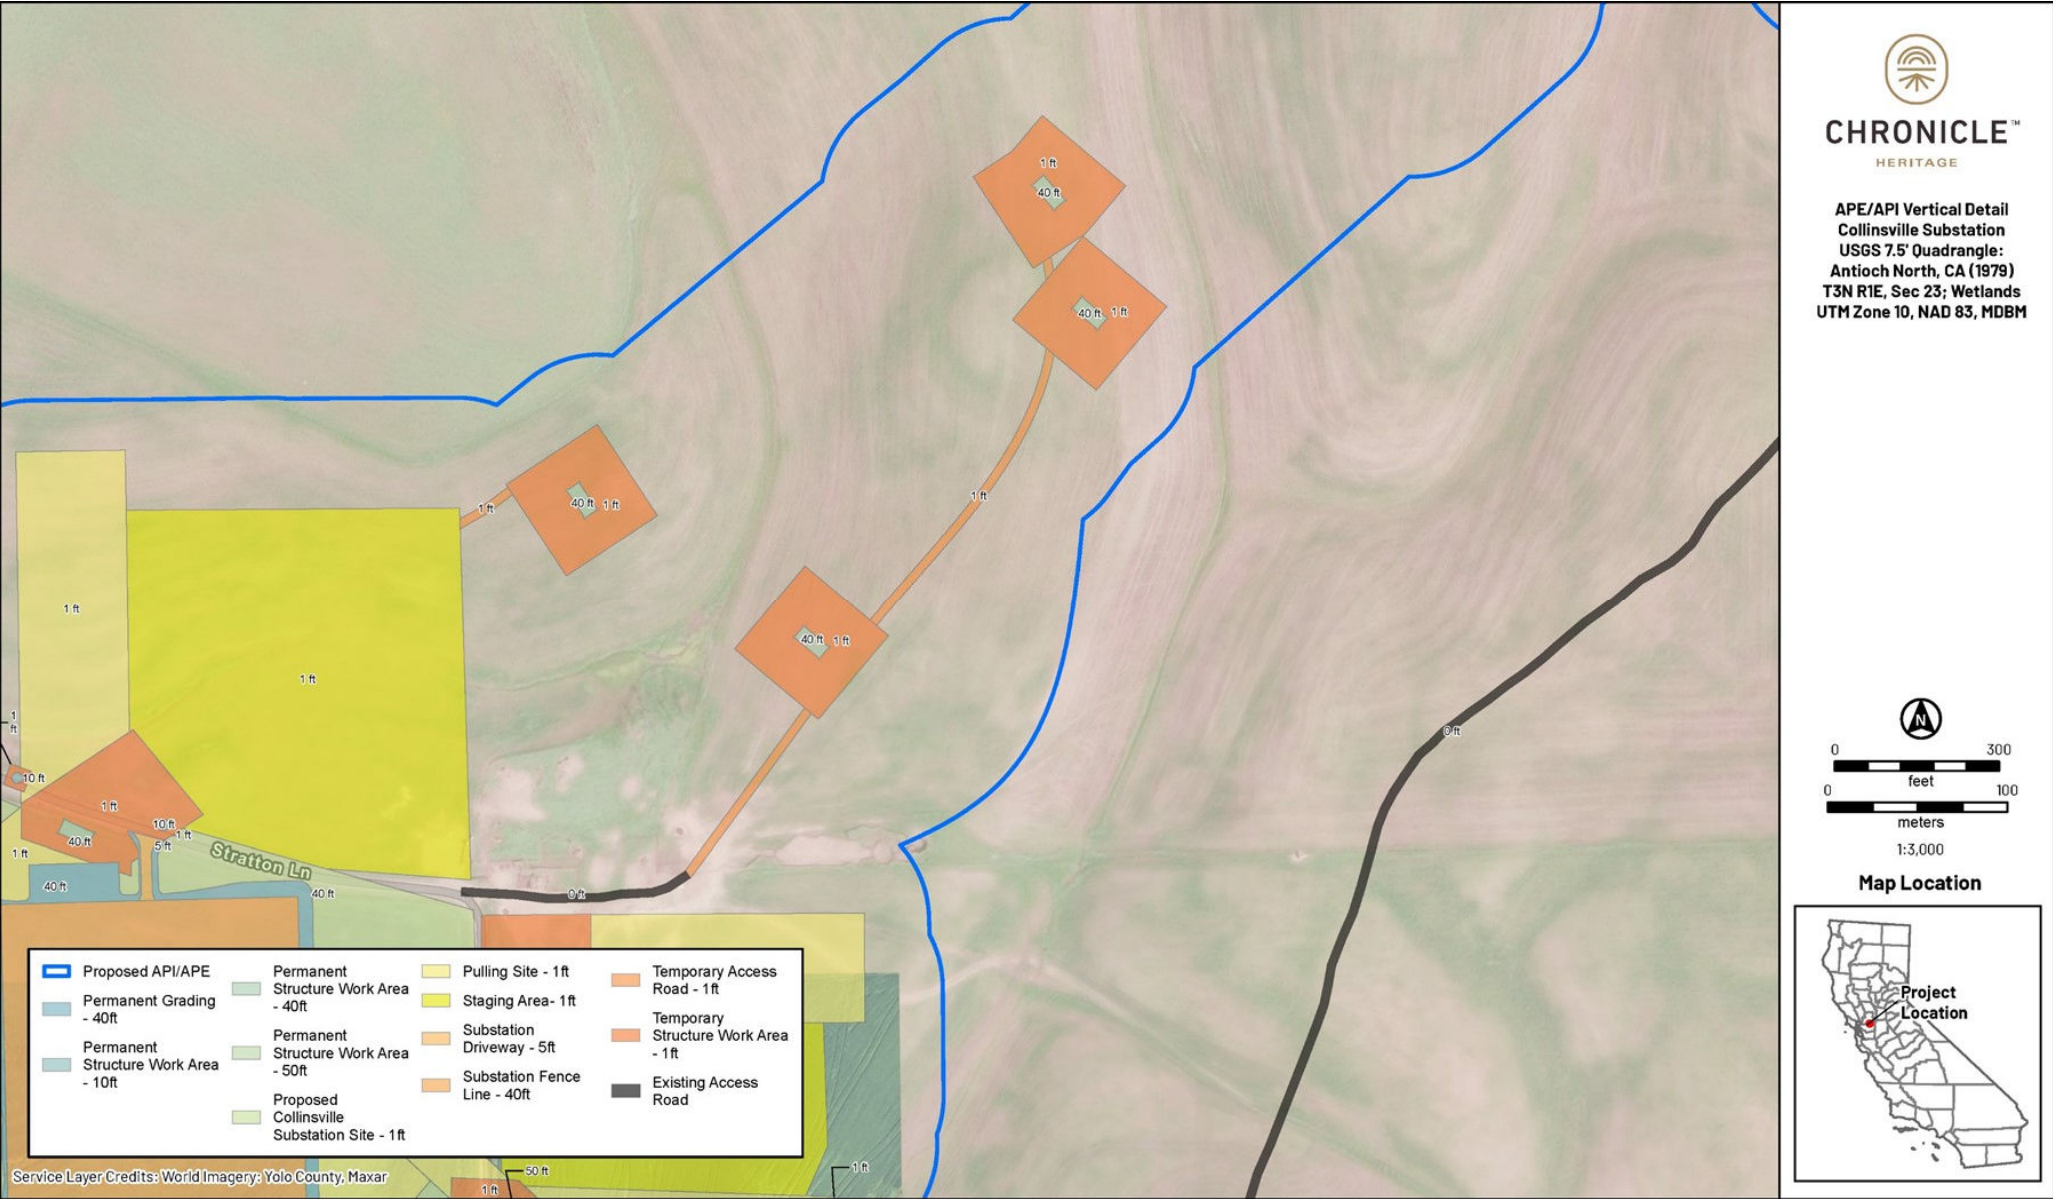 CHRONICLE™
HERITAGE
APE/API Vertical Detail
Collinsville Substation
USGS 7.5' Quadrangle:
Antioch North, CA (1979)
T3N R1E, Sec 23; Wetlands
UTM Zone 10, NAD 83, MDBM
N
0 300
feet
0 100
meters
1:3,000
Map Location
Project
Location
1 ft
40 ft
40 ft 1 ft
1 ft
1 ft
40 ft 1 ft
40 ft 1 ft
1 ft
1 ft
1
ft
10 ft
1 ft
10 ft
1 ft
40 ft
5 ft
1 ft
Stratton Ln
40 ft
40 ft
0 ft
0 ft
Proposed API/APE
Permanent Grading
- 40ft
Permanent
Structure Work Area
- 10ft
Permanent
Structure Work Area
- 40ft
Permanent
Structure Work Area
- 50ft
Proposed
Collinsville
Substation Site - 1ft
Pulling Site - 1ft
Staging Area- 1ft
Substation
Driveway - 5ft
Substation Fence
Line - 40ft
Temporary Access
Road - 1ft
Temporary
Structure Work Area
- 1ft
Existing Access
Road
50 ft
1 ft
1 ft
Service Layer Credits: World Imagery: Yolo County, Maxar